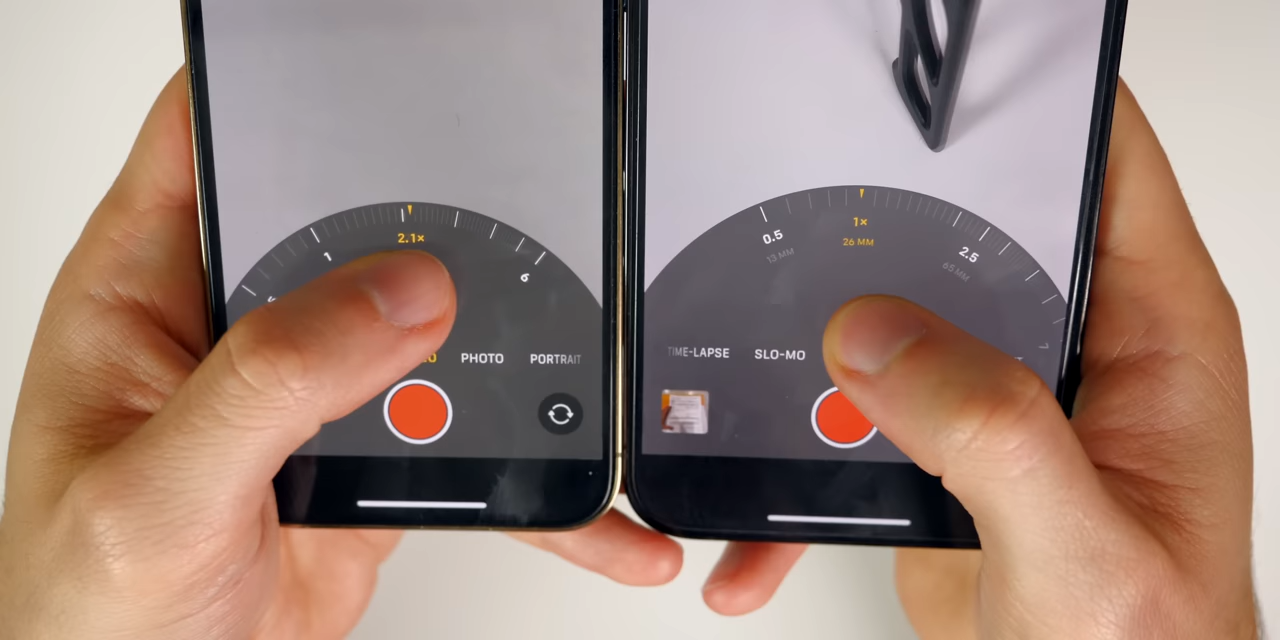 2.1×
1
6
PHOTO
PORTRAIT
0.5
13 MM
1×
26 MM
2.5
65 MM
TIME-LAPSE
SLO-MO